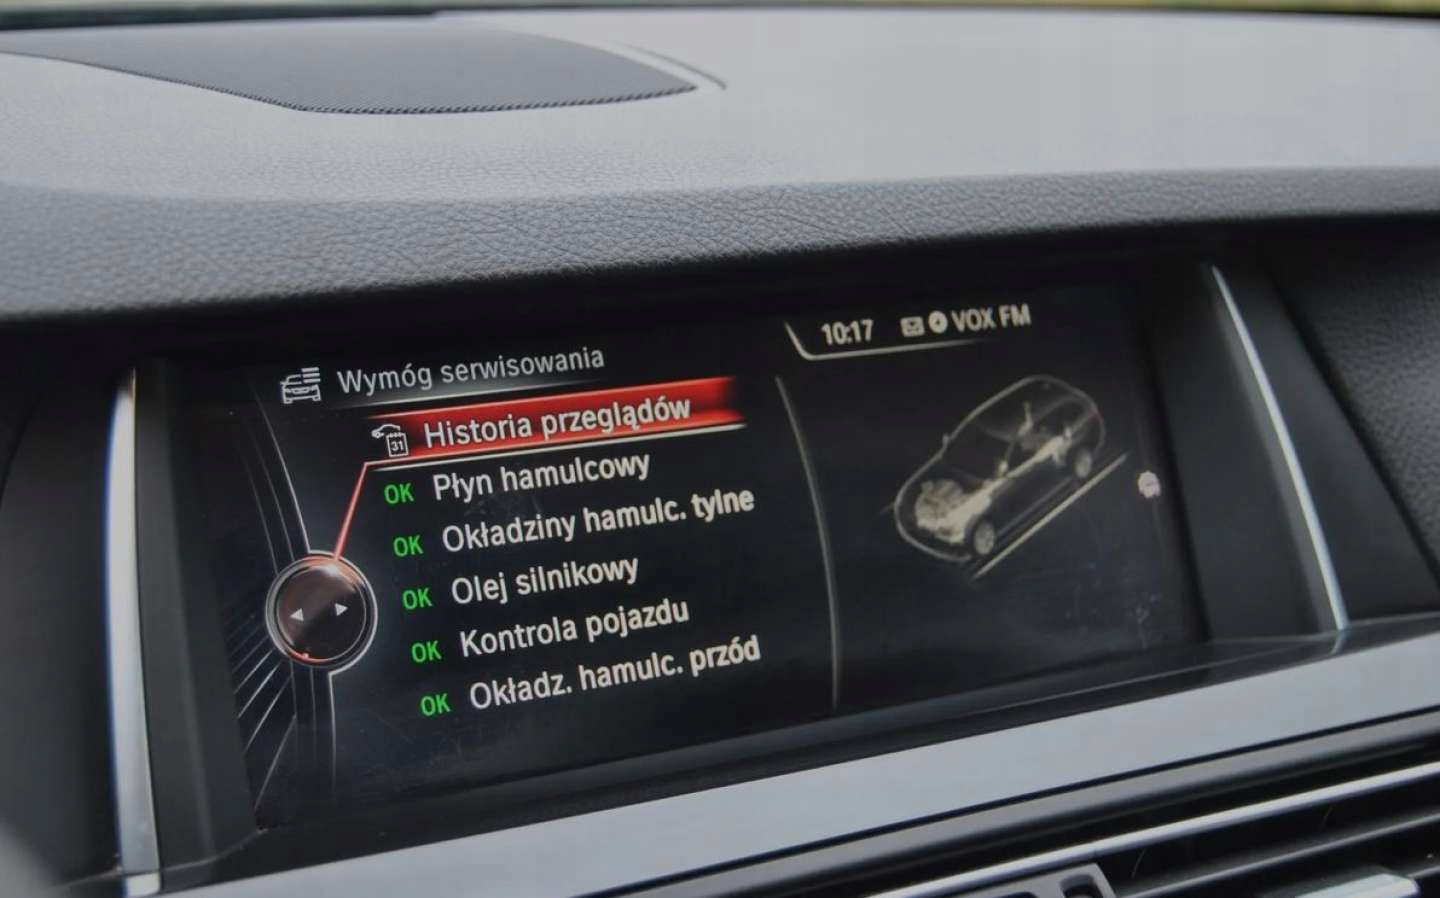 10:17 VOX FM
Wymóg serwisowania
31 Historia przeglądów
OK Płyn hamulcowy
OK Okładziny hamulc. tylne
OK Olej silnikowy
OK Kontrola pojazdu
OK Okładz. hamulc. przód